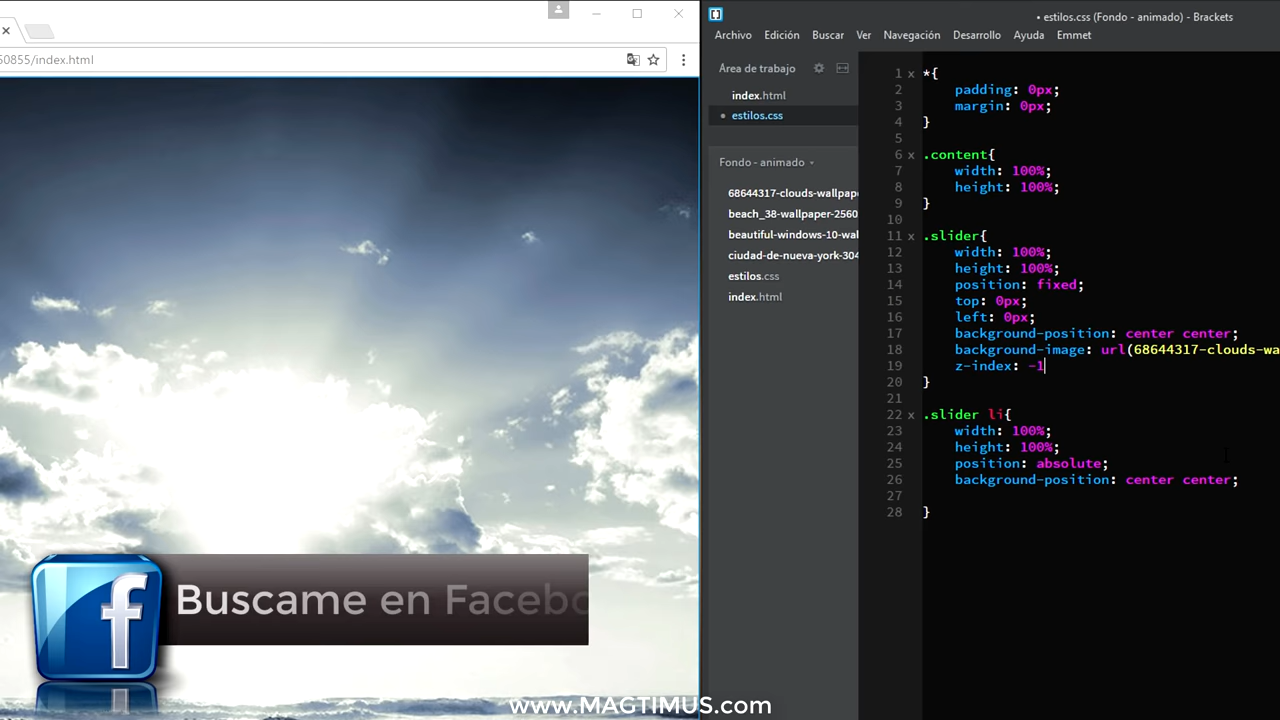 50855/index.html
• estilos.css (Fondo - animado) - Brackets
Archivo Edición Buscar Ver Navegación Desarrollo Ayuda Emmet
Área de trabajo
index.html
• estilos.css
Fondo - animado
68644317-clouds-wallpape
beach_38-wallpaper-2560
beautiful-windows-10-wal
ciudad-de-nueva-york-304
estilos.css
index.html
1 x *{
2 padding: 0px;
3 margin: 0px;
4 }
5
6 x .content{
7 width: 100%;
8 height: 100%;
9 }
10
11 x .slider{
12 width: 100%;
13 height: 100%;
14 position: fixed;
15 top: 0px;
16 left: 0px;
17 background-position: center center;
18 background-image: url(68644317-clouds-wa
19 z-index: -1
20 }
21
22 x .slider li{
23 width: 100%;
24 height: 100%;
25 position: absolute;
26 background-position: center center;
27
28 }
f Buscame en Facebo
www.MAGTIMUS.com